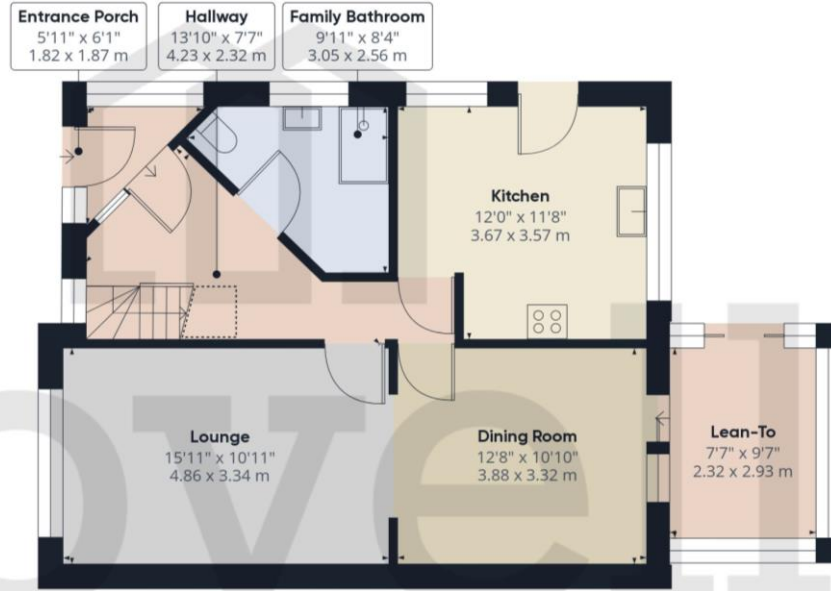 Entrance Porch
5'11" x 6'1"
1.82 x 1.87 m
Hallway
13'10" x 7'7"
4.23 x 2.32 m
Family Bathroom
9'11" x 8'4"
3.05 x 2.56 m
Kitchen
12'0" x 11'8"
3.67 x 3.57 m
Lounge
15'11" x 10'11"
4.86 x 3.34 m
Dining Room
12'8" x 10'10"
3.88 x 3.32 m
Lean-To
7'7" x 9'7"
2.32 x 2.93 m
ovell